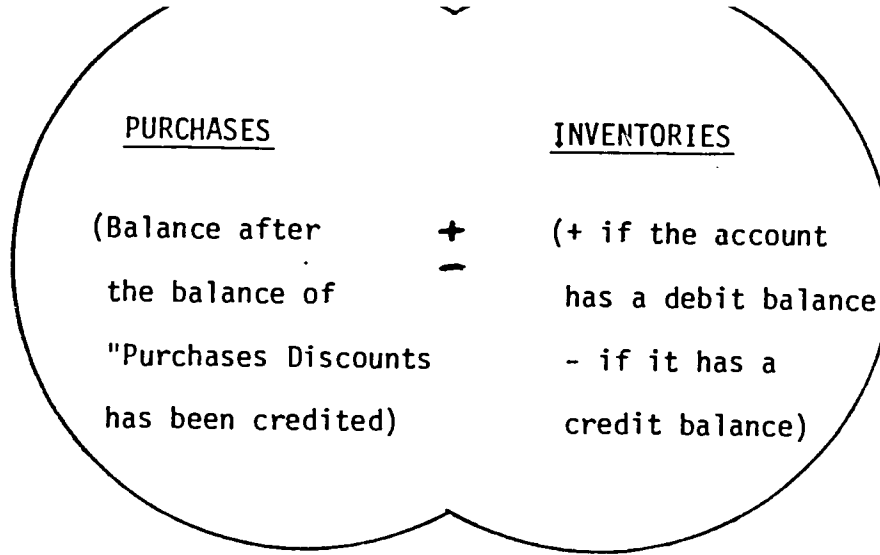 PURCHASES
(Balance after
the balance of
"Purchases Discounts
has been credited)
+
-
INVENTORIES
(+ if the account
has a debit balance
- if it has a
credit balance)